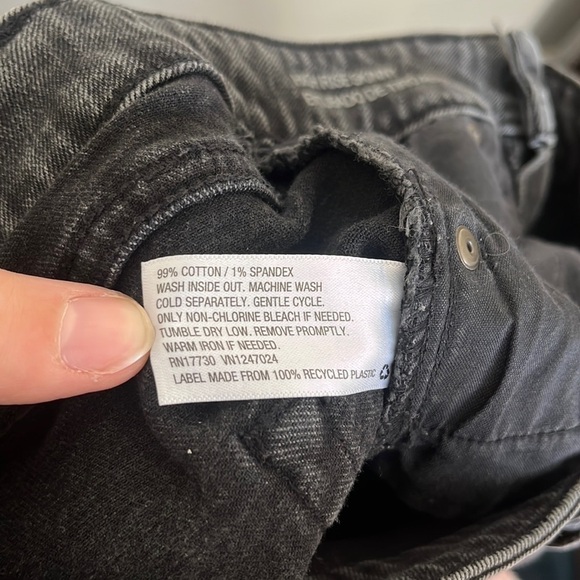 99% COTTON / 1% SPANDEX
WASH INSIDE OUT. MACHINE WASH
COLD SEPARATELY. GENTLE CYCLE.
ONLY NON-CHLORINE BLEACH IF NEEDED.
TUMBLE DRY LOW. REMOVE PROMPTLY.
WARM IRON IF NEEDED.
RN17730 VN1247024
LABEL MADE FROM 100% RECYCLED PLASTIC